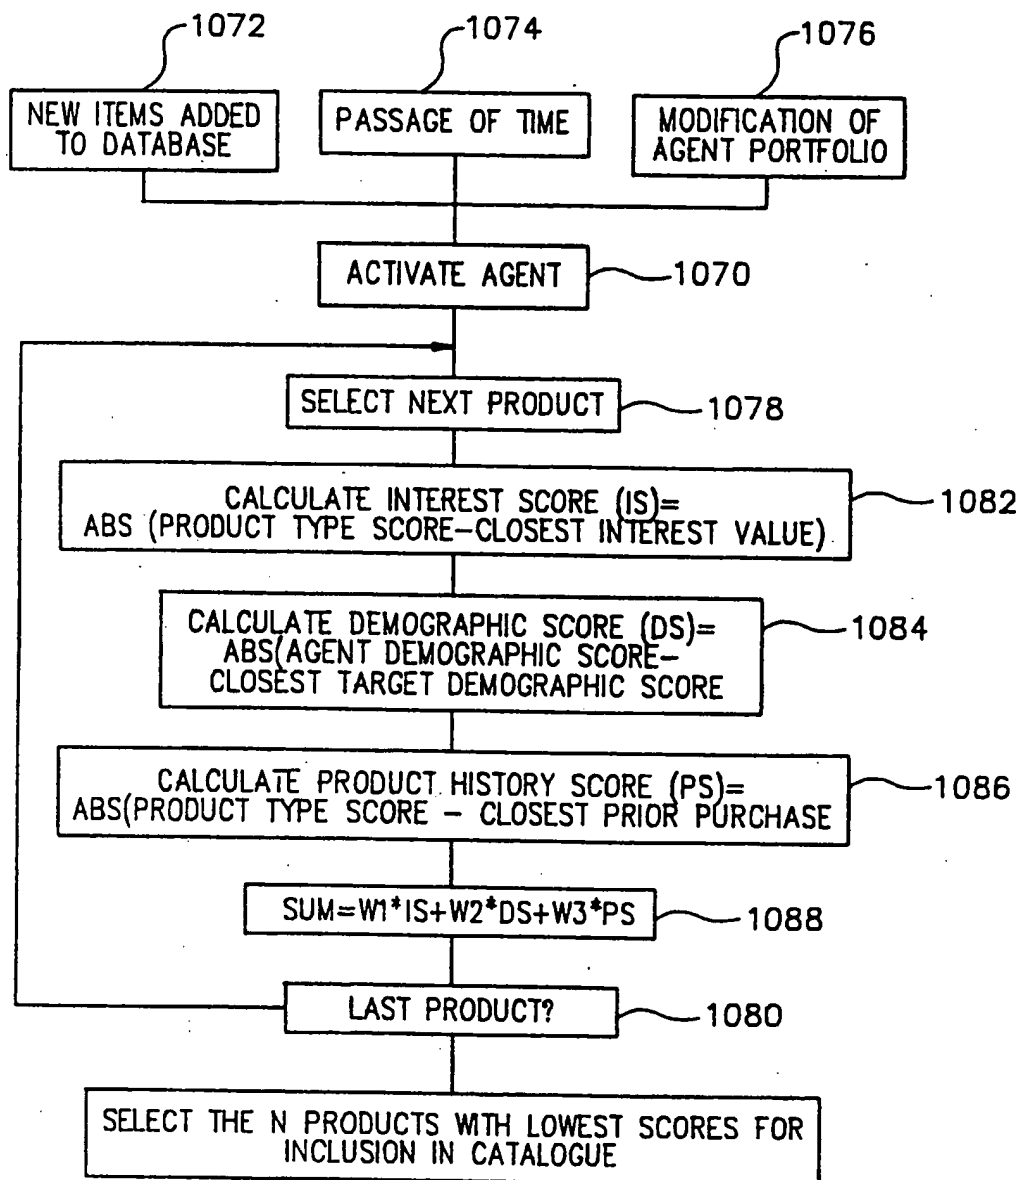 1072
1074
1076
NEW ITEMS ADDED
TO DATABASE
PASSAGE OF TIME
MODIFICATION OF
AGENT PORTFOLIO
ACTIVATE AGENT
1070
SELECT NEXT PRODUCT
1078
CALCULATE INTEREST SCORE (IS)=
ABS (PRODUCT TYPE SCORE-CLOSEST INTEREST VALUE)
1082
CALCULATE DEMOGRAPHIC SCORE (DS)=
ABS(AGENT DEMOGRAPHIC SCORE-
CLOSEST TARGET DEMOGRAPHIC SCORE
1084
CALCULATE PRODUCT HISTORY SCORE (PS)=
ABS(PRODUCT TYPE SCORE - CLOSEST PRIOR PURCHASE
1086
SUM=W1*IS+W2*DS+W3*PS
1088
LAST PRODUCT?
1080
SELECT THE N PRODUCTS WITH LOWEST SCORES FOR
INCLUSION IN CATALOGUE